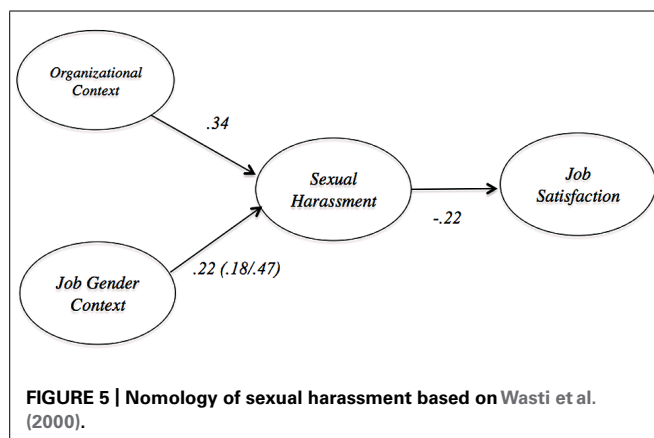 Organizational
Context
.34
Sexual
Harassment
Job
Satisfaction
-.22
.22 (.18/.47)
Job Gender
Context
FIGURE 5 | Nomology of sexual harassment based on Wasti et al.
(2000).